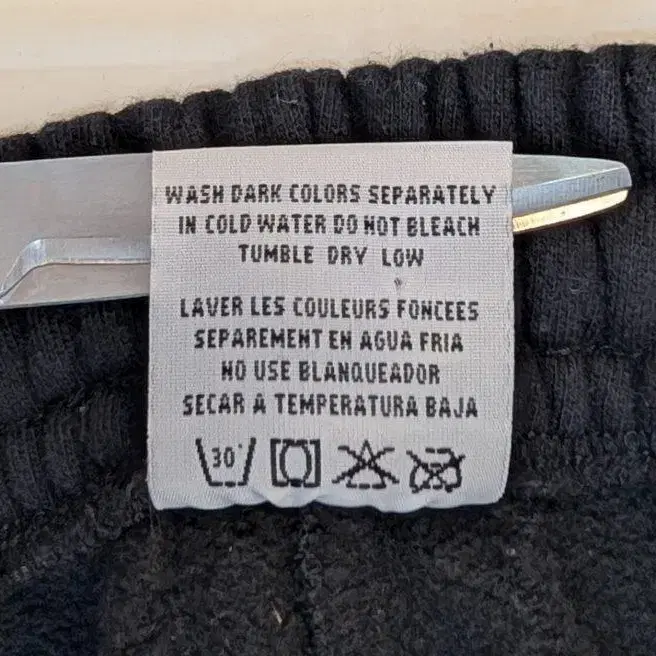 WASH DARK COLORS SEPARATELY
IN COLD WATER DO NOT BLEACH
TUMBLE DRY LOW
LAVER LES COULEURS FONCEES
SEPAREMENT EN AGUA FRIA
NO USE BLANQUEADOR
SECAR A TEMPERATURA BAJA
30°